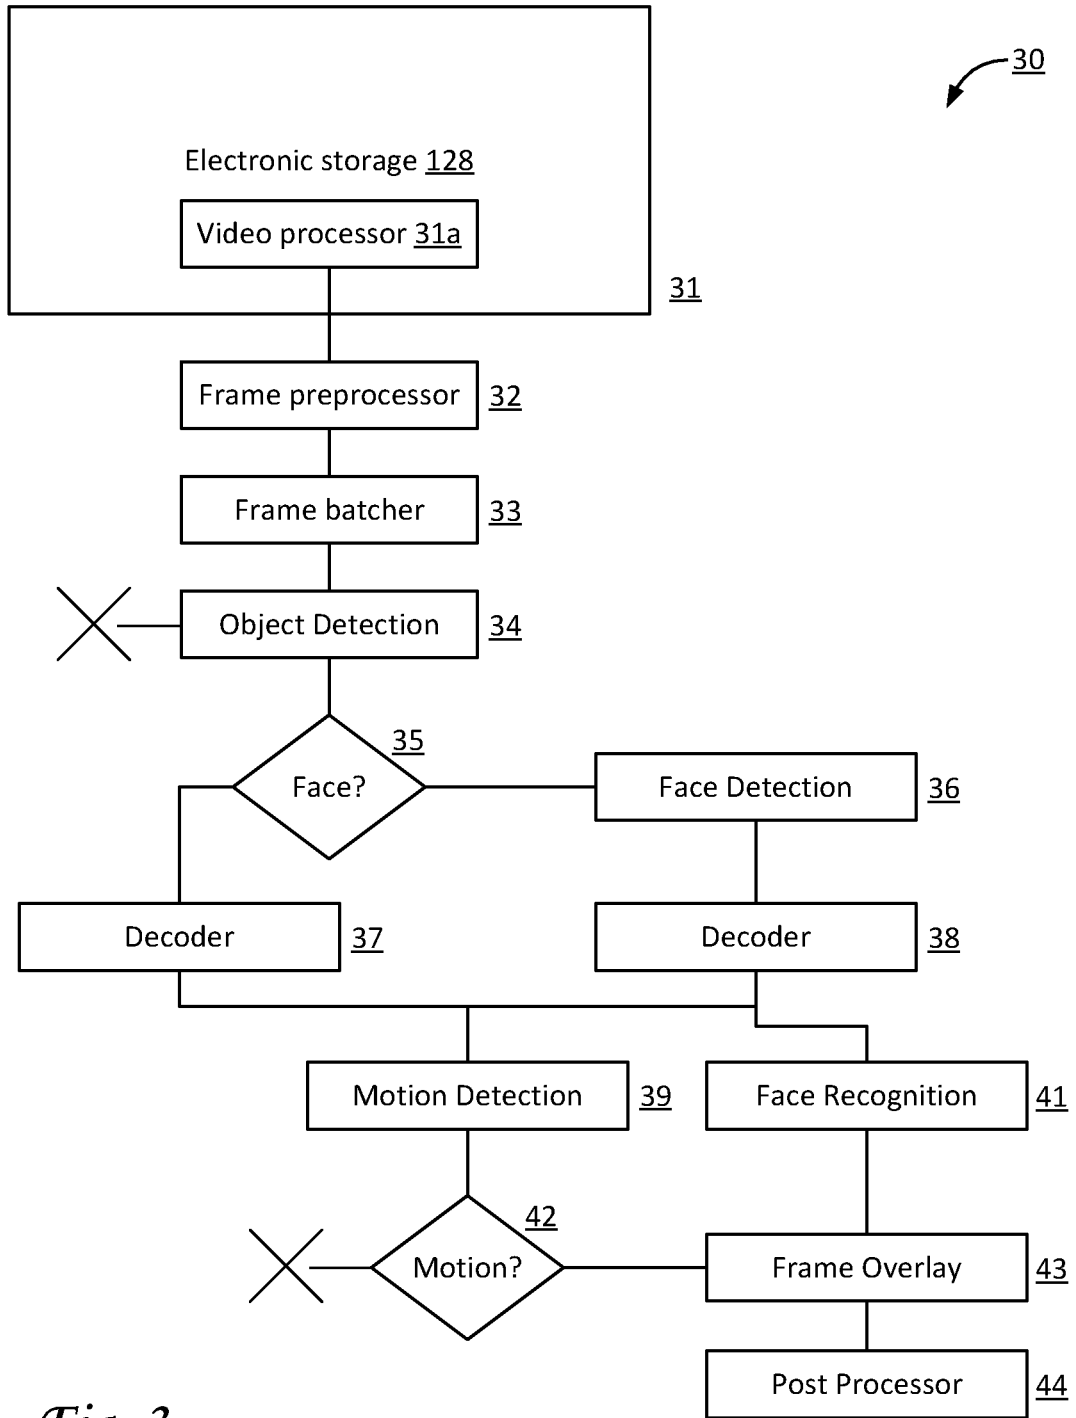 30
Electronic storage 128
Video processor 31a
31
Frame preprocessor 32
Frame batcher 33
Object Detection 34
35
Face?
Face Detection 36
Decoder 37
Decoder 38
Motion Detection 39
Face Recognition 41
42
Motion?
Frame Overlay 43
Post Processor 44